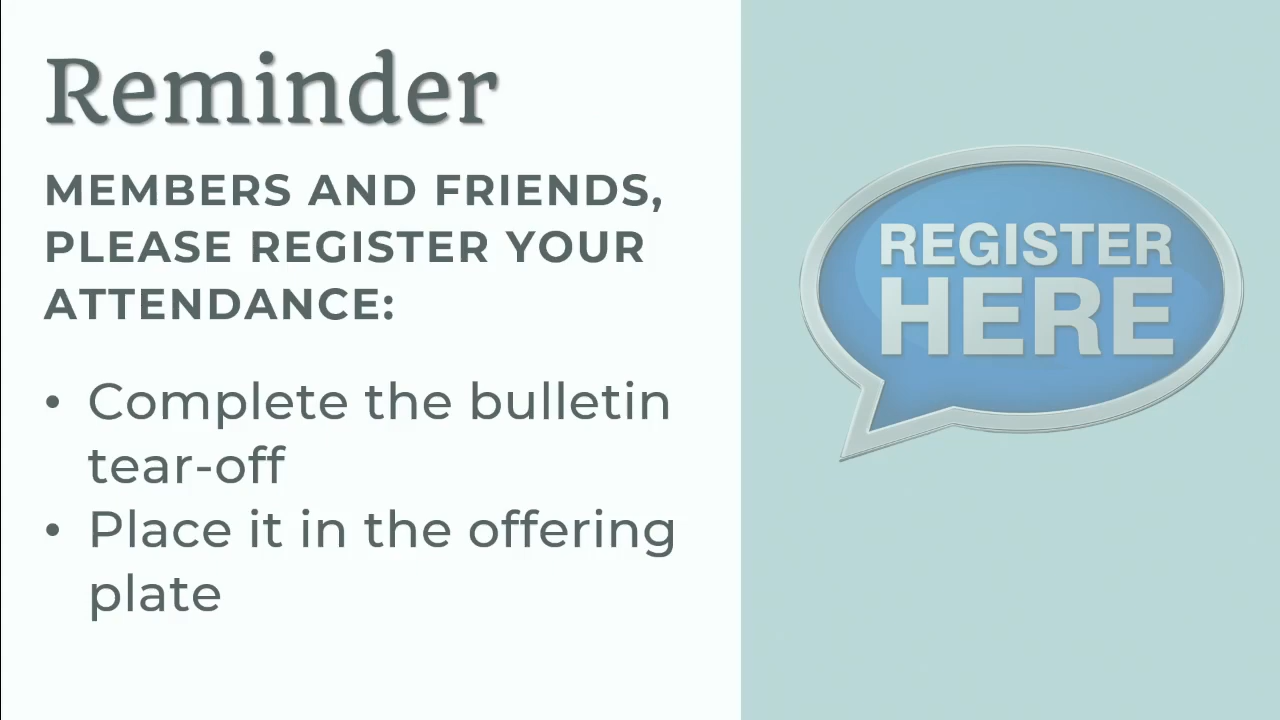 Reminder
MEMBERS AND FRIENDS,
PLEASE REGISTER YOUR
ATTENDANCE:
• Complete the bulletin
tear-off
• Place it in the offering
plate
REGISTER
HERE